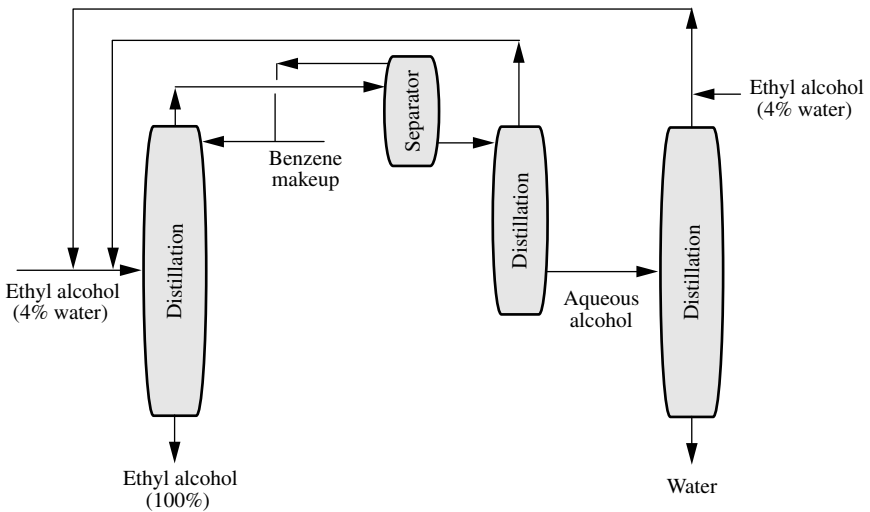 Separator
Ethyl alcohol
(4% water)
Benzene
makeup
Distillation
Distillation
Distillation
Ethyl alcohol
(4% water)
Aqueous
alcohol
Ethyl alcohol
(100%)
Water